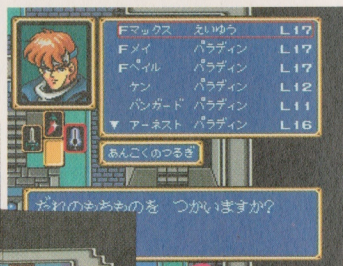 Fマックス えいゆう L17
Fメイ パラディン L17
Fペイル パラディン L17
ケン パラディン L12
バンガード パラディン L11
▼ アーネスト パラディン L16
あんこくのつるぎ
だれのもちものを つかいますか?